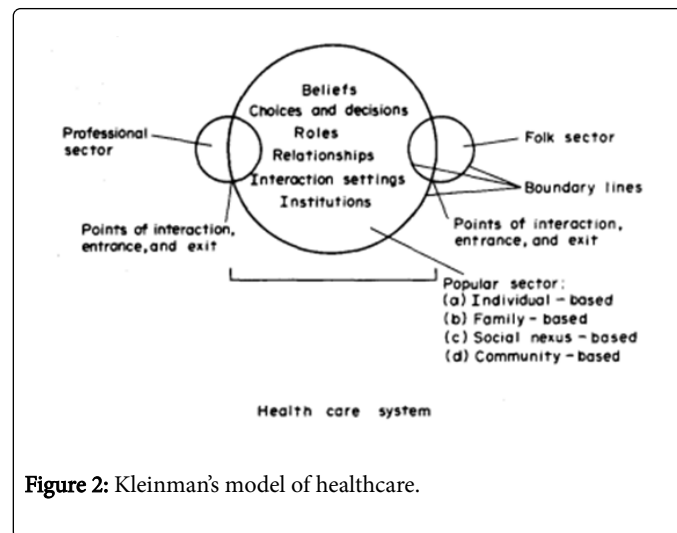 Beliefs
Choices and decisions
Roles
Relationships
Interaction settings
Institutions
Professional
sector
Folk sector
Boundary lines
Points of interaction,
entrance, and exit
Points of interaction,
entrance, and exit
Popular sector:
(a) Individual-based
(b) Family-based
(c) Social nexus-based
(d) Community-based
Health care system
Figure 2: Kleinman’s model of healthcare.